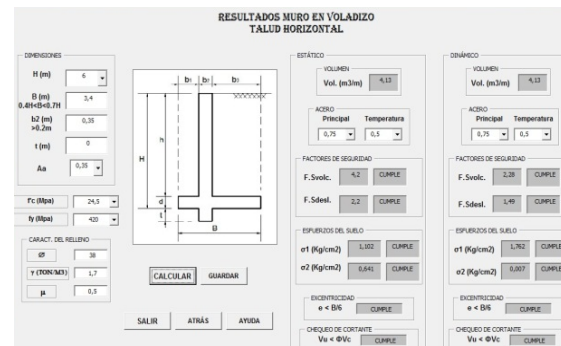 RESULTADOS MURO EN VOLADIZO
TALUD HORIZONTAL
DIMENSIONES
H (m) 6
B (m) 3,4
0.4H<B<0.7H
b2 (m) 0,35
>0.2m
t (m) 0
Aa 0,35
f'c (Mpa) 24,5
fy (Mpa) 420
CARACT. DEL RELLENO
Ø 38
γ (TON/M3) 1,7
μ 0,5
b1 b2 b3
H
h
d
t
B
CALCULAR GUARDAR
SALIR ATRÁS AYUDA
ESTÁTICO
VOLUMEN
Vol. (m3/m) 4,13
ACERO
Principal Temperatura
0,75 0,5
FACTORES DE SEGURIDAD
F.Svolc. 4,2 CUMPLE
F.Sdesl. 2,2 CUMPLE
ESFUERZOS DEL SUELO
σ1 (Kg/cm2) 1,102 CUMPLE
σ2 (Kg/cm2) 0,641 CUMPLE
EXCENTRICIDAD
e < B/6 CUMPLE
CHEQUEO DE CORTANTE
Vu < ΦVc CUMPLE
DINÁMICO
VOLUMEN
Vol. (m3/m) 4,13
ACERO
Principal Temperatura
0,75 0,5
FACTORES DE SEGURIDAD
F.Svolc. 2,28 CUMPLE
F.Sdesl. 1,49 CUMPLE
ESFUERZOS DEL SUELO
σ1 (Kg/cm2) 1,762 CUMPLE
σ2 (Kg/cm2) 0,007 CUMPLE
EXCENTRICIDAD
e < B/6 CUMPLE
CHEQUEO DE CORTANTE
Vu < ΦVc CUMPLE